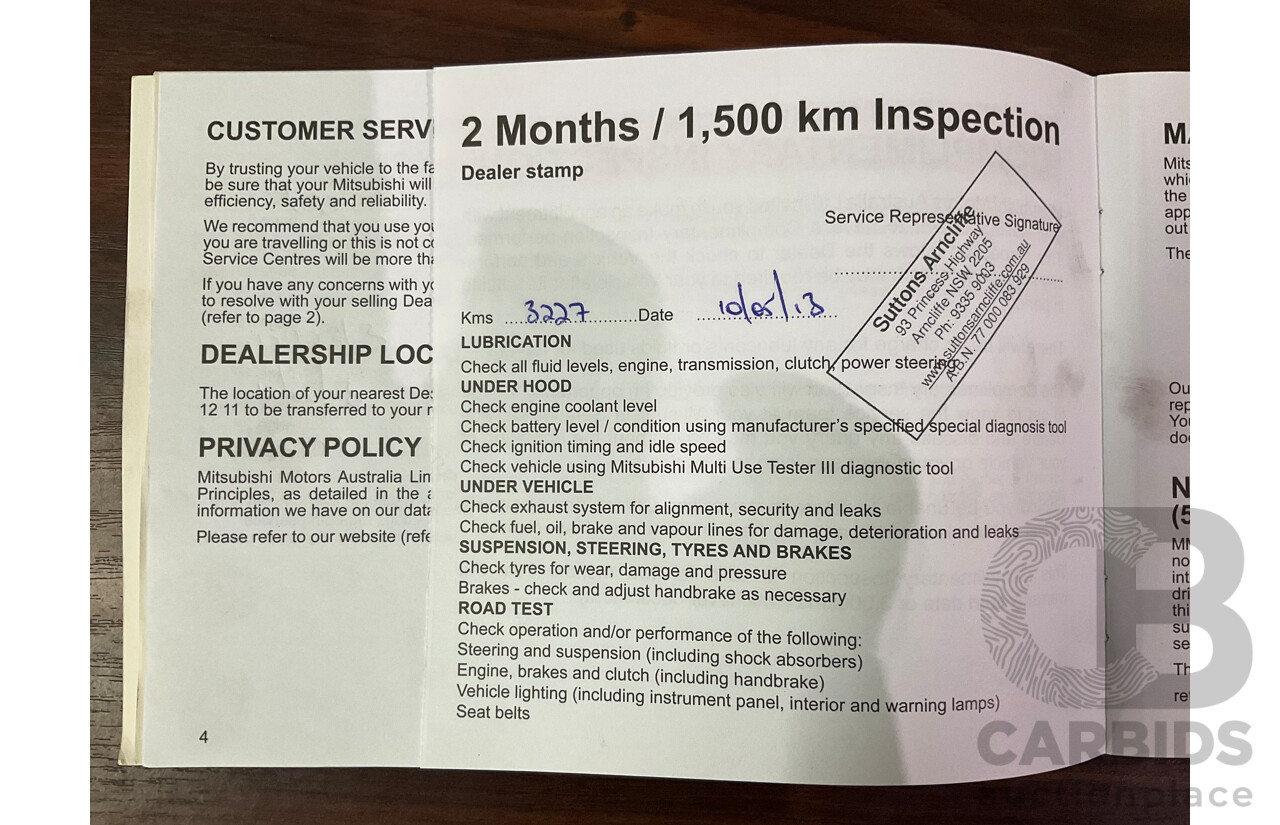 CUSTOMER SERV
By trusting your vehicle to the fa
be sure that your Mitsubishi will
efficiency, safety and reliability.
We recommend that you use you
you are travelling or this is not co
Service Centres will be more tha
If you have any concerns with yo
to resolve with your selling Dea
(refer to page 2).
DEALERSHIP LOC
The location of your nearest Dea
12 11 to be transferred to your r
PRIVACY POLICY
Mitsubishi Motors Australia Lim
Principles, as detailed in the a
information we have on our data
Please refer to our website (refe
4
2 Months / 1,500 km Inspection
Dealer stamp
Service Representative Signature
Suttons Arncliffe
93 Princess Highway
Arncliffe NSW 2205
Ph: 9335 9003
www.suttonsarncliffe.com.au
A.B.N. 77 000 083 929
Kms 3227 Date 10/05/13
LUBRICATION
Check all fluid levels, engine, transmission, clutch, power steering
UNDER HOOD
Check engine coolant level
Check battery level / condition using manufacturer's specified special diagnosis tool
Check ignition timing and idle speed
Check vehicle using Mitsubishi Multi Use Tester III diagnostic tool
UNDER VEHICLE
Check exhaust system for alignment, security and leaks
Check fuel, oil, brake and vapour lines for damage, deterioration and leaks
SUSPENSION, STEERING, TYRES AND BRAKES
Check tyres for wear, damage and pressure
Brakes - check and adjust handbrake as necessary
ROAD TEST
Check operation and/or performance of the following:
Steering and suspension (including shock absorbers)
Engine, brakes and clutch (including handbrake)
Vehicle lighting (including instrument panel, interior and warning lamps)
Seat belts
MA
Mits
whi
the
app
out
The
Ou
rep
You
do
N
(5
MM
no
int
dri
thi
su
se
Th
re
CB
CARBIDS
auctionplace